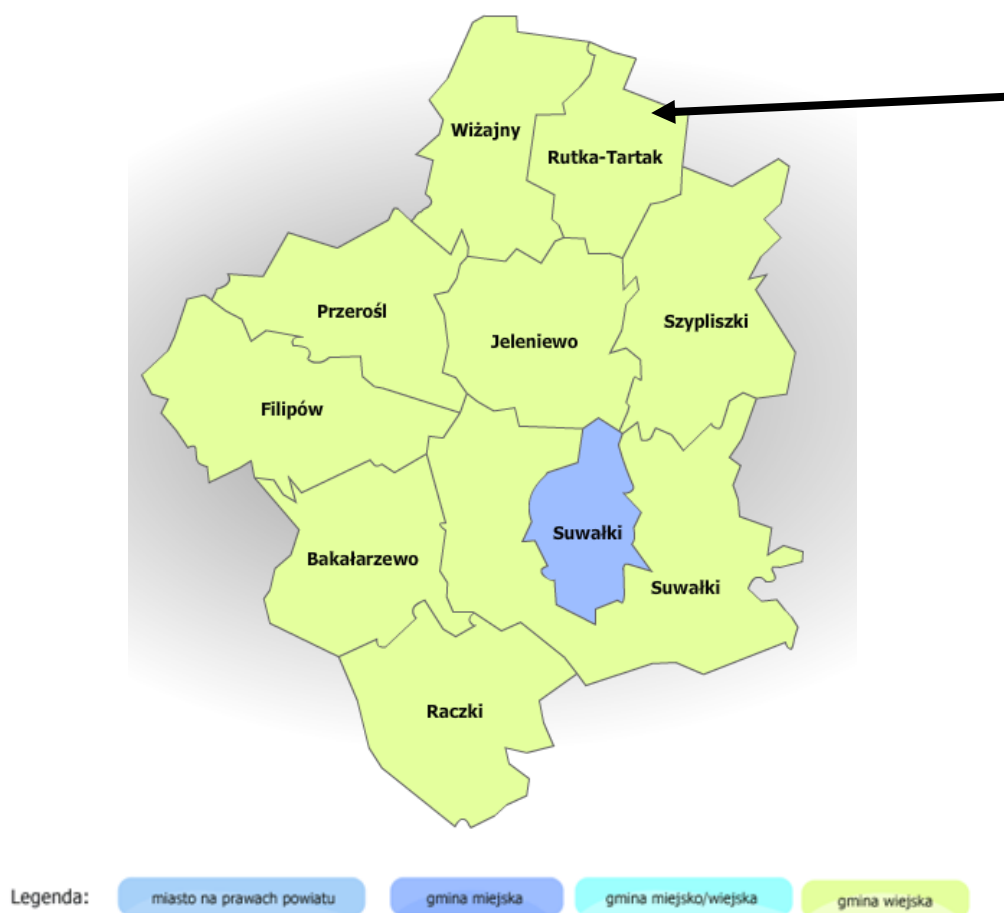 Wiżajny
Rutka-Tartak
Przerośl
Szypliszki
Jeleniewo
Filipów
Suwałki
Bakałarzewo
Suwałki
Raczki
Legenda:
miasto na prawach powiatu
gmina miejska
gmina miejsko/wiejska
gmina wiejska